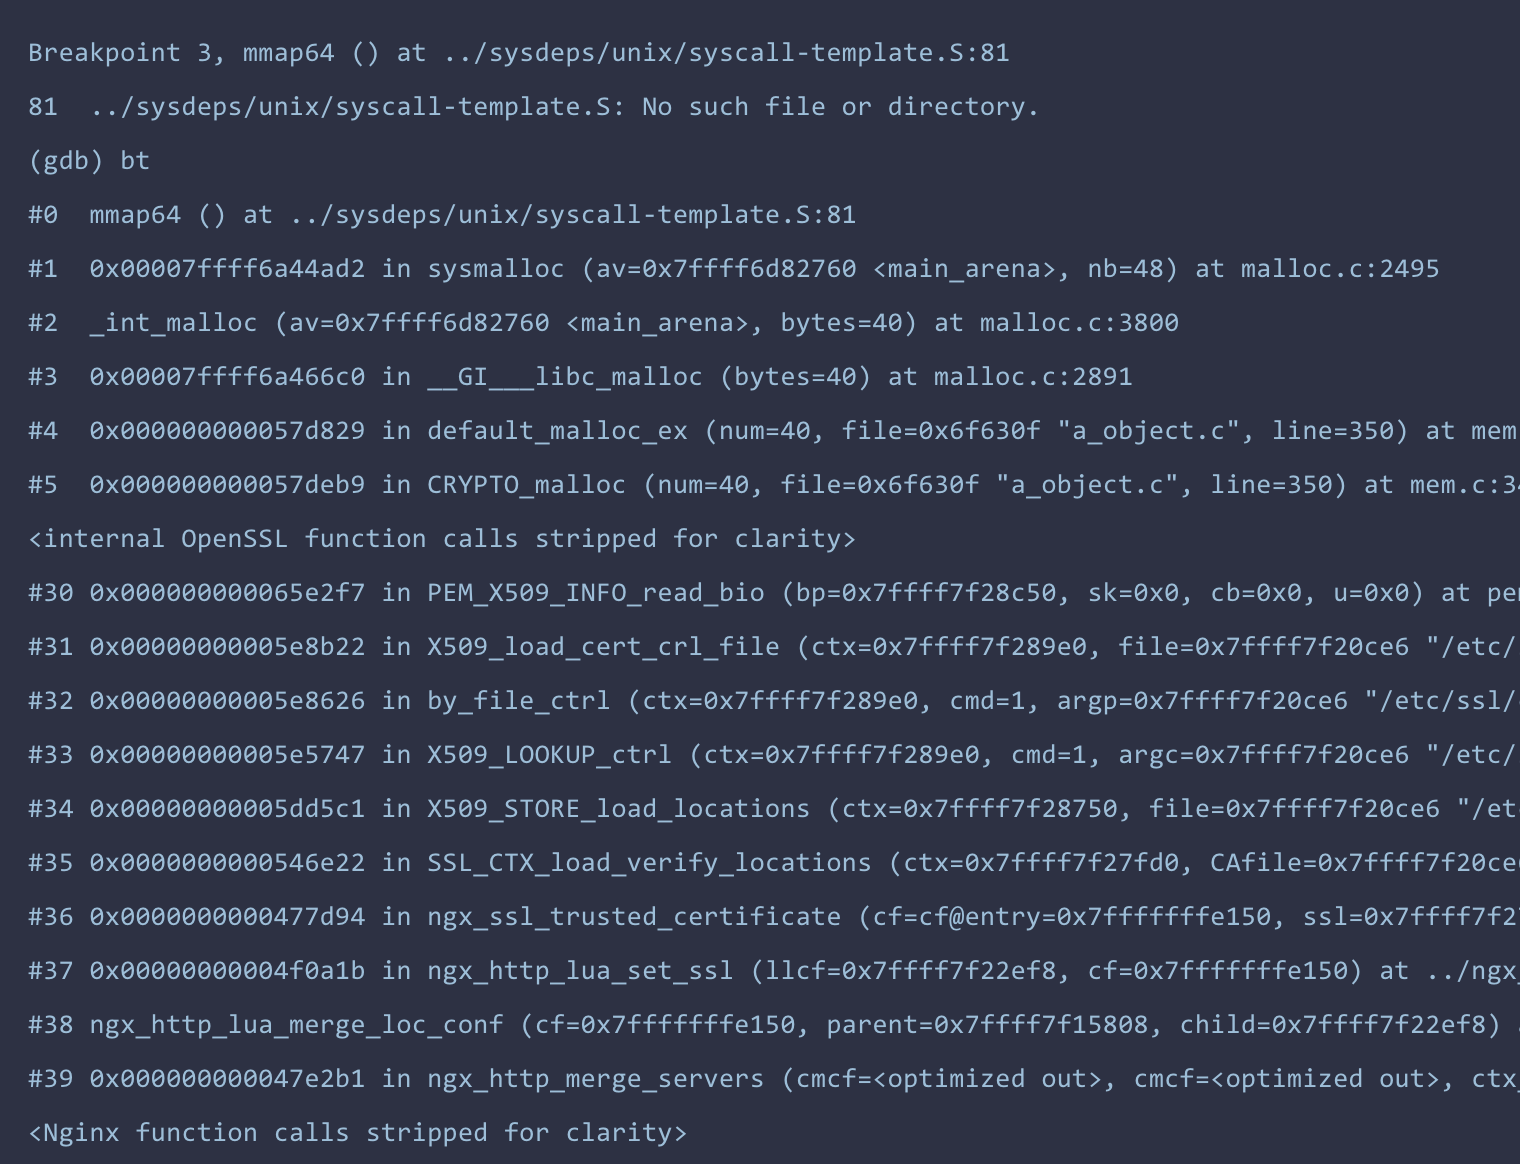 Breakpoint 3, mmap64 () at ../sysdeps/unix/syscall-template.S:81
81  ../sysdeps/unix/syscall-template.S: No such file or directory.
(gdb) bt
#0  mmap64 () at ../sysdeps/unix/syscall-template.S:81
#1  0x00007ffff6a44ad2 in sysmalloc (av=0x7ffff6d82760 <main_arena>, nb=48) at malloc.c:2495
#2  _int_malloc (av=0x7ffff6d82760 <main_arena>, bytes=40) at malloc.c:3800
#3  0x00007ffff6a466c0 in __GI___libc_malloc (bytes=40) at malloc.c:2891
#4  0x000000000057d829 in default_malloc_ex (num=40, file=0x6f630f "a_object.c", line=350) at mem
#5  0x000000000057deb9 in CRYPTO_malloc (num=40, file=0x6f630f "a_object.c", line=350) at mem.c:34
<internal OpenSSL function calls stripped for clarity>
#30 0x000000000065e2f7 in PEM_X509_INFO_read_bio (bp=0x7ffff7f28c50, sk=0x0, cb=0x0, u=0x0) at pem
#31 0x00000000005e8b22 in X509_load_cert_crl_file (ctx=0x7ffff7f289e0, file=0x7ffff7f20ce6 "/etc/
#32 0x00000000005e8626 in by_file_ctrl (ctx=0x7ffff7f289e0, cmd=1, argp=0x7ffff7f20ce6 "/etc/ssl/
#33 0x00000000005e5747 in X509_LOOKUP_ctrl (ctx=0x7ffff7f289e0, cmd=1, argc=0x7ffff7f20ce6 "/etc/
#34 0x00000000005dd5c1 in X509_STORE_load_locations (ctx=0x7ffff7f28750, file=0x7ffff7f20ce6 "/etc
#35 0x0000000000546e22 in SSL_CTX_load_verify_locations (ctx=0x7ffff7f27fd0, CAfile=0x7ffff7f20ce6
#36 0x0000000000477d94 in ngx_ssl_trusted_certificate (cf=cf@entry=0x7fffffffe150, ssl=0x7ffff7f27
#37 0x00000000004f0a1b in ngx_http_lua_set_ssl (llcf=0x7ffff7f22ef8, cf=0x7fffffffe150) at ../ngx_
#38 ngx_http_lua_merge_loc_conf (cf=0x7fffffffe150, parent=0x7ffff7f15808, child=0x7ffff7f22ef8)
#39 0x000000000047e2b1 in ngx_http_merge_servers (cmcf=<optimized out>, cmcf=<optimized out>, ctx_
<Nginx function calls stripped for clarity>